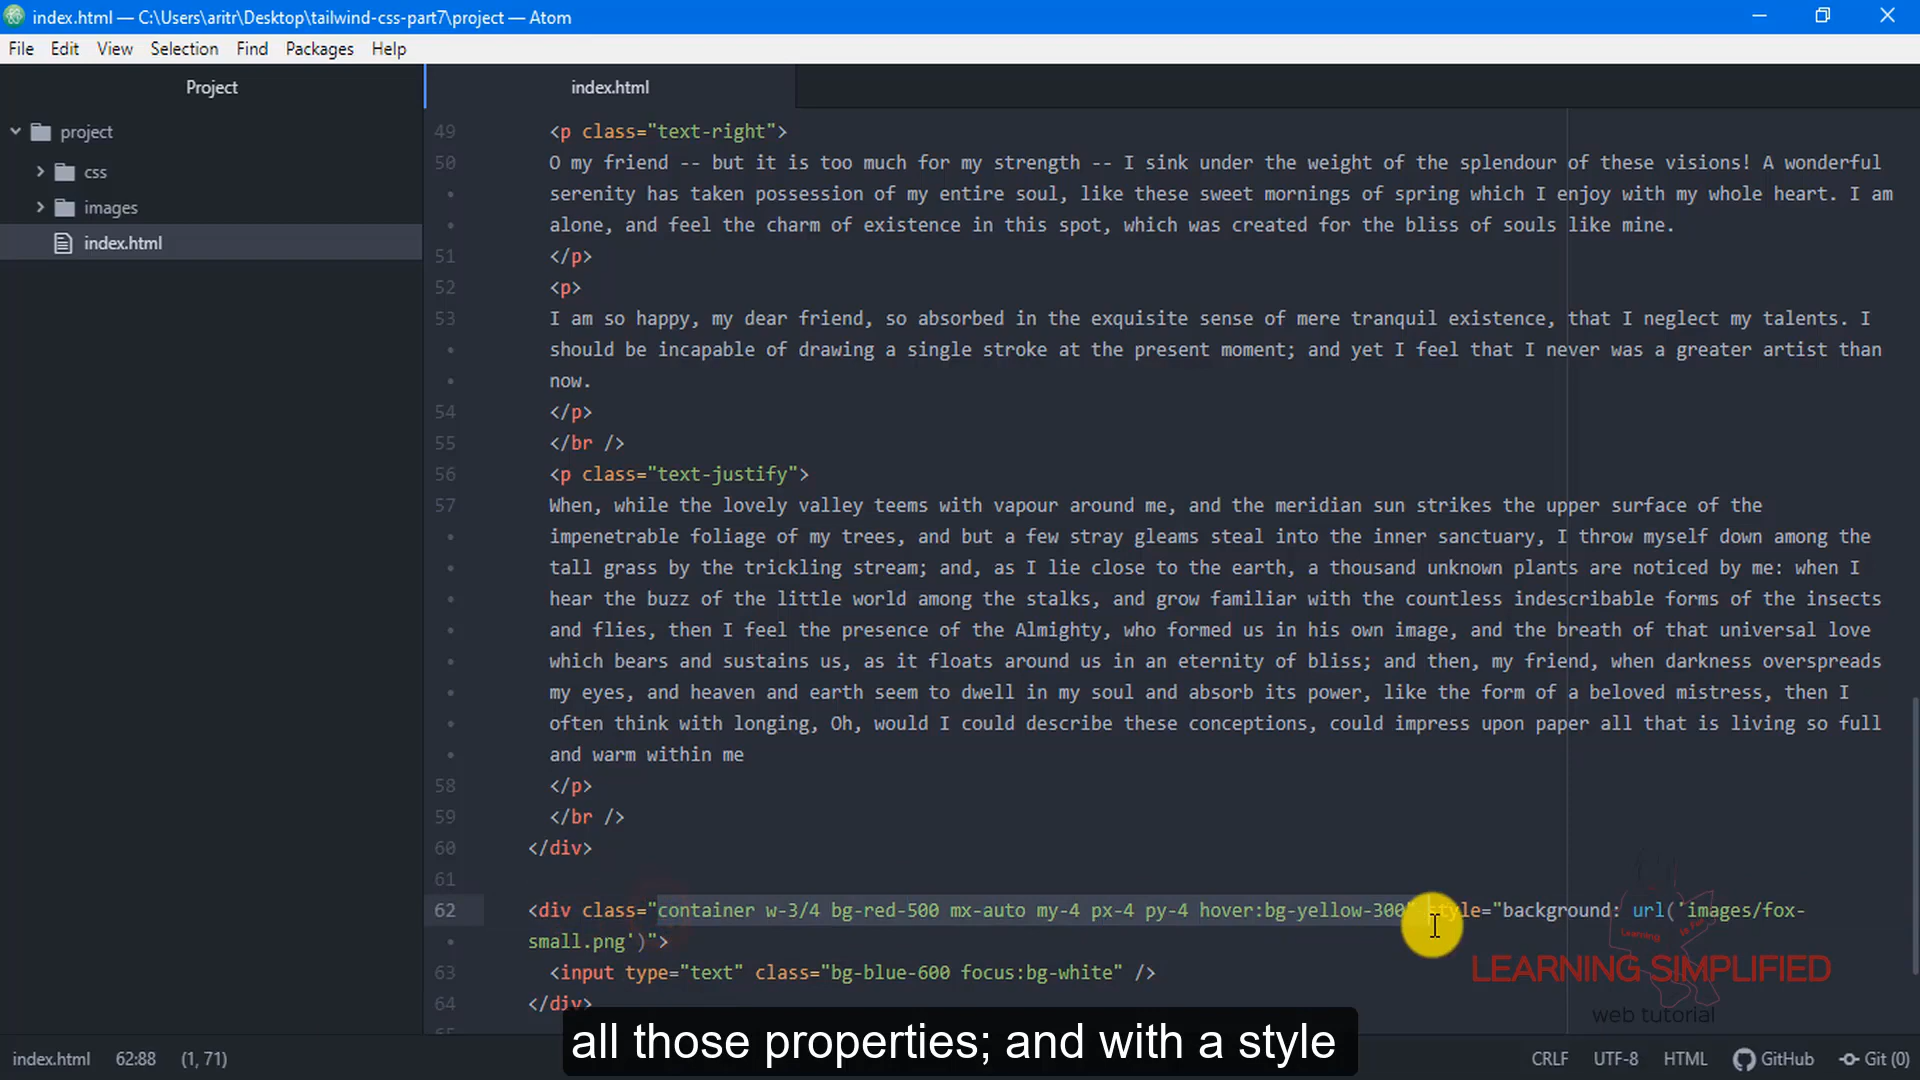 index.html — C:\Users\aritr\Desktop\tailwind-css-part7\project — Atom
File Edit View Selection Find Packages Help
Project
index.html
project
css
images
index.html
49 <p class="text-right">
50 O my friend -- but it is too much for my strength -- I sink under the weight of the splendour of these visions! A wonderful
serenity has taken possession of my entire soul, like these sweet mornings of spring which I enjoy with my whole heart. I am
alone, and feel the charm of existence in this spot, which was created for the bliss of souls like mine.
51 </p>
52 <p>
53 I am so happy, my dear friend, so absorbed in the exquisite sense of mere tranquil existence, that I neglect my talents. I
should be incapable of drawing a single stroke at the present moment; and yet I feel that I never was a greater artist than
now.
54 </p>
55 </br />
56 <p class="text-justify">
57 When, while the lovely valley teems with vapour around me, and the meridian sun strikes the upper surface of the
impenetrable foliage of my trees, and but a few stray gleams steal into the inner sanctuary, I throw myself down among the
tall grass by the trickling stream; and, as I lie close to the earth, a thousand unknown plants are noticed by me: when I
hear the buzz of the little world among the stalks, and grow familiar with the countless indescribable forms of the insects
and flies, then I feel the presence of the Almighty, who formed us in his own image, and the breath of that universal love
which bears and sustains us, as it floats around us in an eternity of bliss; and then, my friend, when darkness overspreads
my eyes, and heaven and earth seem to dwell in my soul and absorb its power, like the form of a beloved mistress, then I
often think with longing, Oh, would I could describe these conceptions, could impress upon paper all that is living so full
and warm within me
58 </p>
59 </br />
60 </div>
61
62 <div class="container w-3/4 bg-red-500 mx-auto my-4 px-4 py-4 hover:bg-yellow-300" style="background: url('images/fox-
small.png')">
63 <input type="text" class="bg-blue-600 focus:bg-white" />
64 </div>
Learning is Fun
LEARNING SIMPLIFIED
web tutorial
all those properties; and with a style
index.html 62:88 (1, 71) CRLF UTF-8 HTML GitHub Git (0)